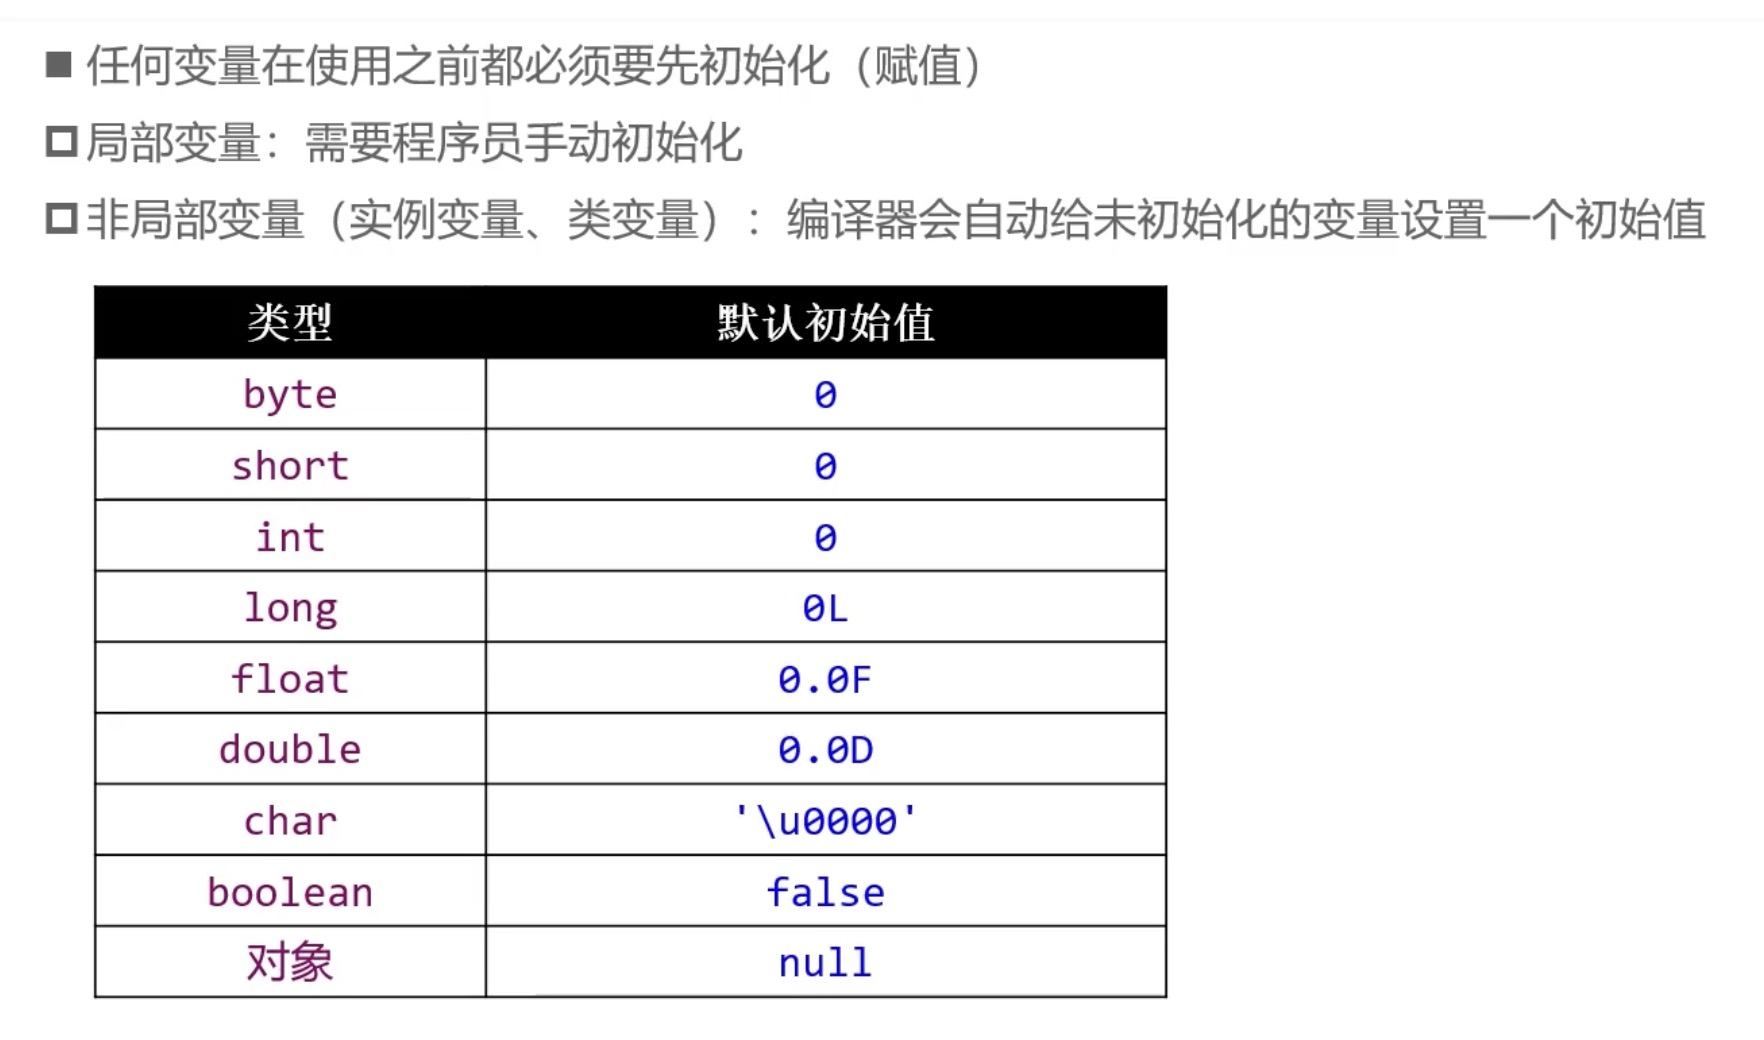 ■ 任何变量在使用之前都必须要先初始化（赋值）
□ 局部变量：需要程序员手动初始化
□ 非局部变量（实例变量、类变量）：编译器会自动给未初始化的变量设置一个初始值
类型 默认初始值
byte 0
short 0
int 0
long 0L
float 0.0F
double 0.0D
char '\u0000'
boolean false
对象 null